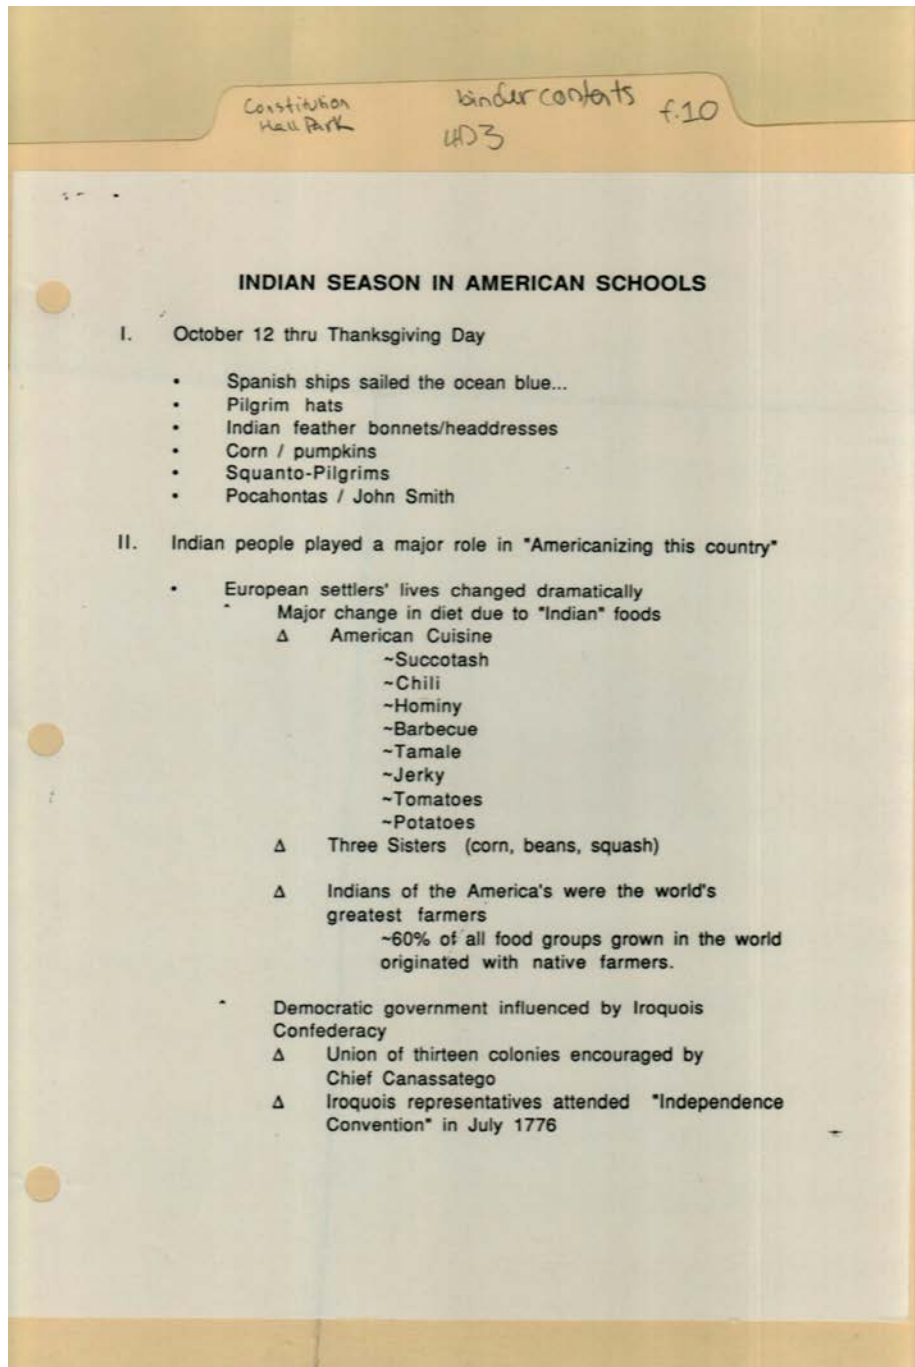 Constitution
Hall Park
binder contents
4D3
f.10
INDIAN SEASON IN AMERICAN SCHOOLS
I. October 12 thru Thanksgiving Day
• Spanish ships sailed the ocean blue...
• Pilgrim hats
• Indian feather bonnets/headdresses
• Corn / pumpkins
• Squanto-Pilgrims
• Pocahontas / John Smith
II. Indian people played a major role in "Americanizing this country"
• European settlers' lives changed dramatically
ˆ Major change in diet due to "Indian" foods
Δ American Cuisine
~Succotash
~Chili
~Hominy
~Barbecue
~Tamale
~Jerky
~Tomatoes
~Potatoes
Δ Three Sisters (corn, beans, squash)
Δ Indians of the America's were the world's
greatest farmers
~60% of all food groups grown in the world
originated with native farmers.
ˆ Democratic government influenced by Iroquois
Confederacy
Δ Union of thirteen colonies encouraged by
Chief Canassatego
Δ Iroquois representatives attended "Independence
Convention" in July 1776